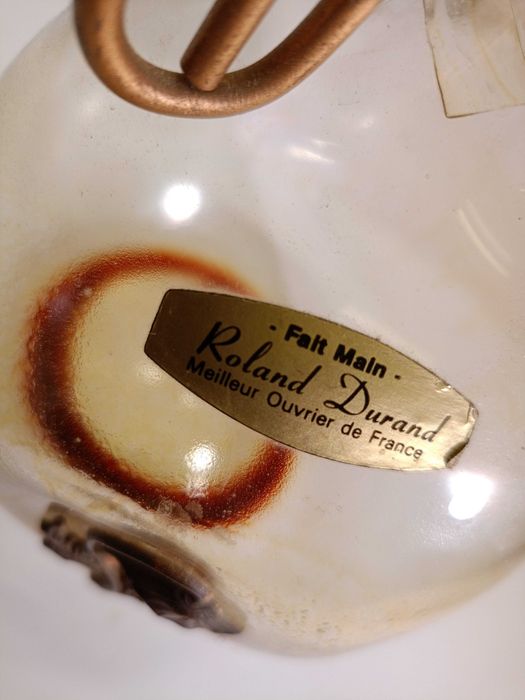 - Fait Main -
Roland Durand
Meilleur Ouvrier de France